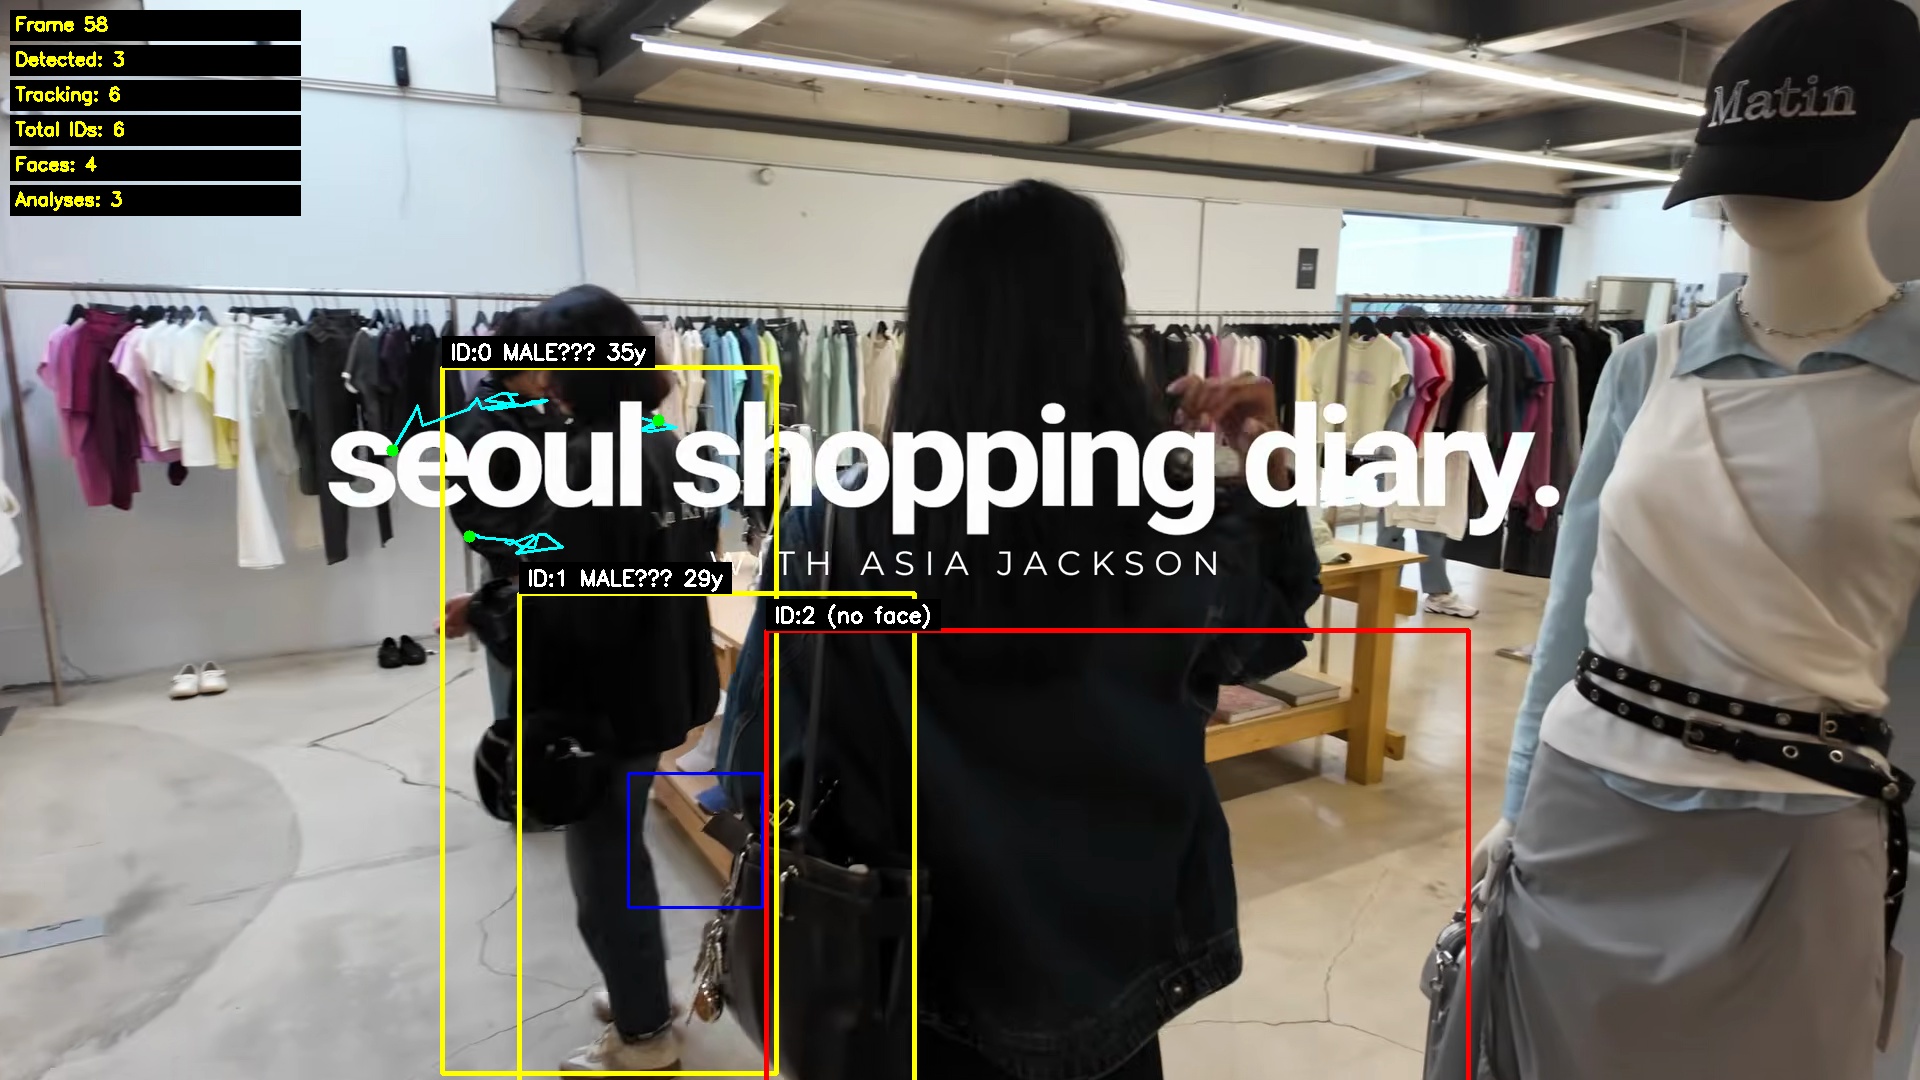 Frame 58
Detected: 3
Tracking: 6
Total IDs: 6
Faces: 4
Analyses: 3
Matin
ID:0 MALE??? 35y
seoul shopping diary.
WITH ASIA JACKSON
ID:1 MALE??? 29y
ID:2 (no face)